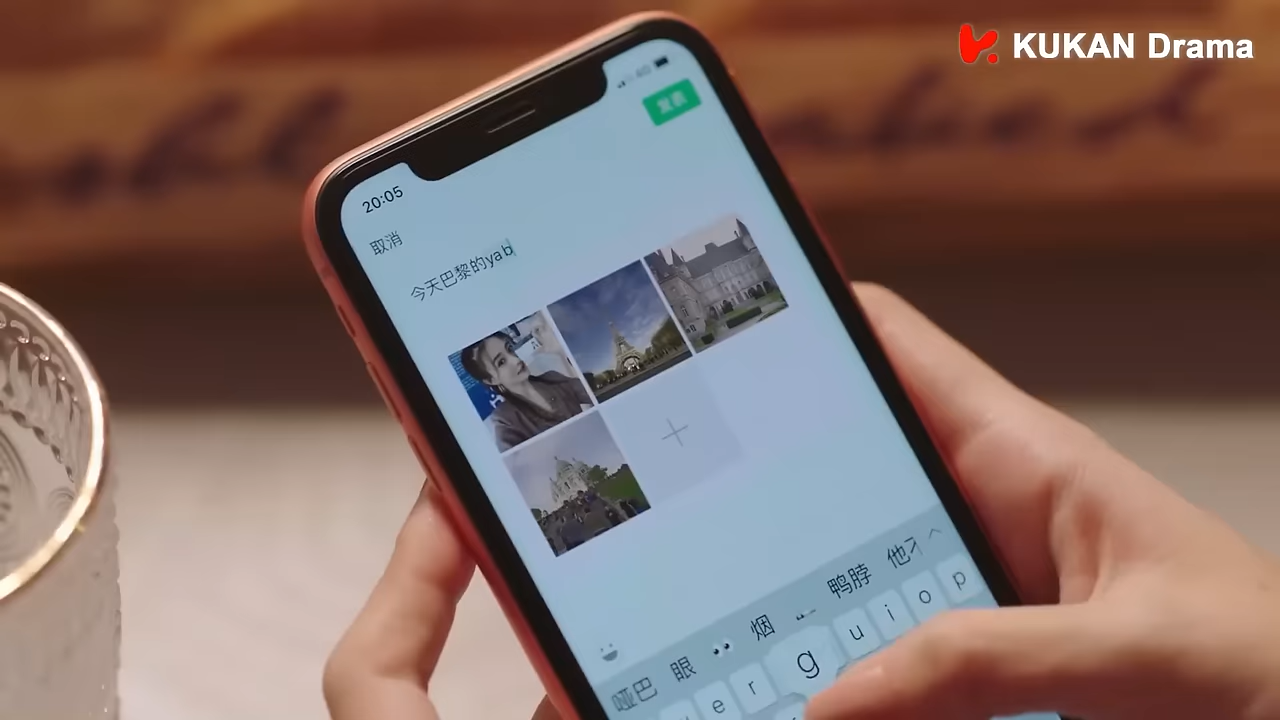 KUKAN Drama
20:05
发表
取消
今天巴黎的yab
哑巴 眼 👀 烟 鸭脖
e r g u i o p